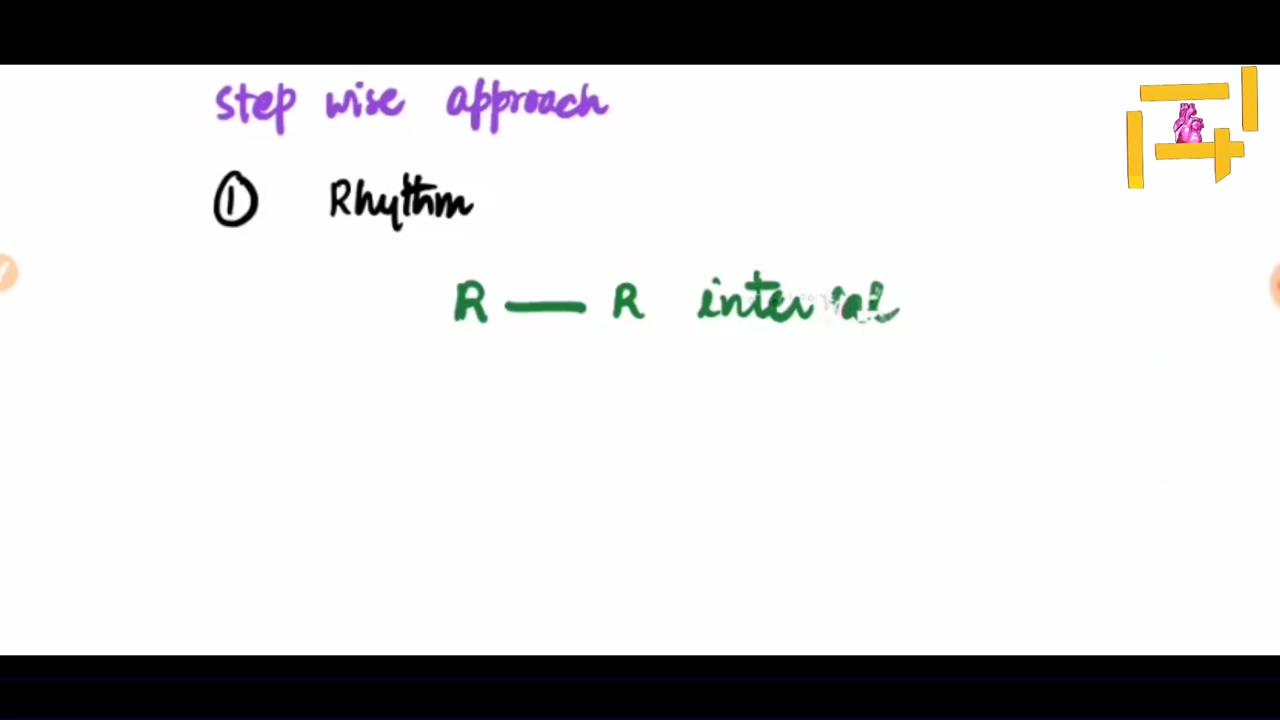 step wise approach
① Rhythm
R — R interval